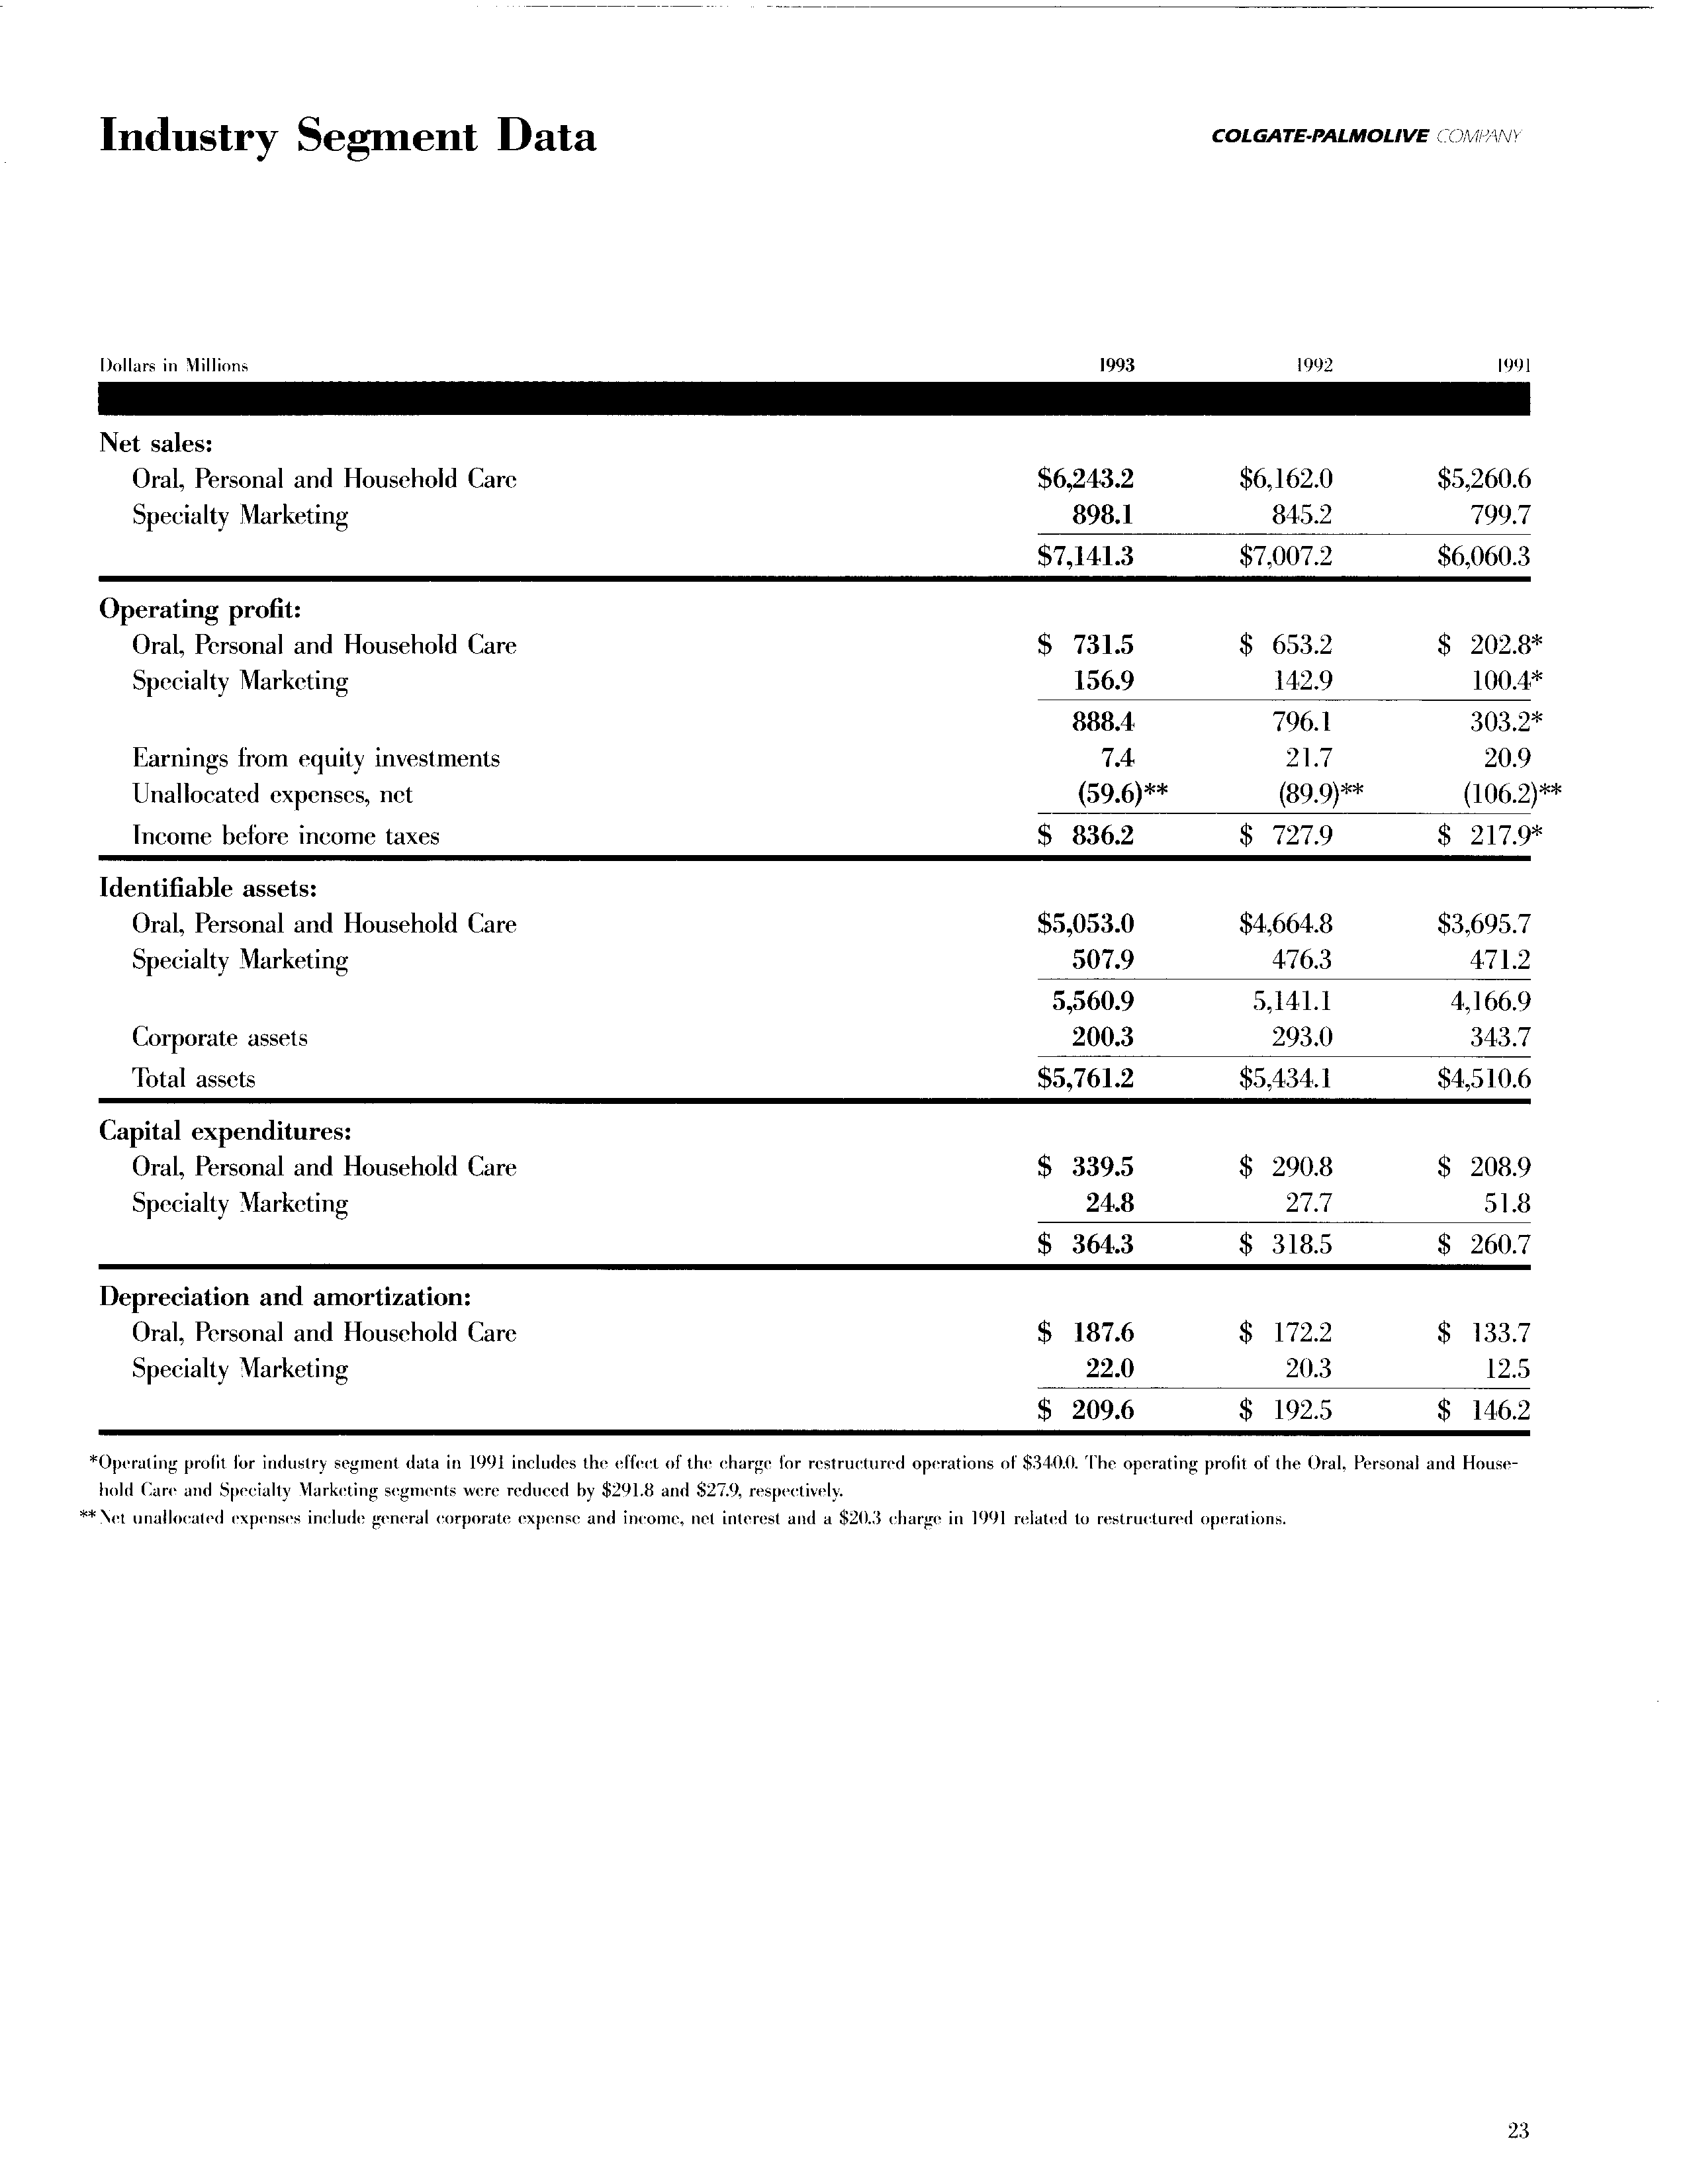 Industry Segment Data
COLGATE-PALMOLIVE COMPANY
Dollars in Millions 1993 1992 1991
Net sales:
Oral, Personal and Household Care $6,243.2 $6,162.0 $5,260.6
Specialty Marketing 898.1 845.2 799.7
$7,141.3 $7,007.2 $6,060.3
Operating profit:
Oral, Personal and Household Care $ 731.5 $ 653.2 $ 202.8*
Specialty Marketing 156.9 142.9 100.4*
888.4 796.1 303.2*
Earnings from equity investments 7.4 21.7 20.9
Unallocated expenses, net (59.6)** (89.9)** (106.2)**
Income before income taxes $ 836.2 $ 727.9 $ 217.9*
Identifiable assets:
Oral, Personal and Household Care $5,053.0 $4,664.8 $3,695.7
Specialty Marketing 507.9 476.3 471.2
5,560.9 5,141.1 4,166.9
Corporate assets 200.3 293.0 343.7
Total assets $5,761.2 $5,434.1 $4,510.6
Capital expenditures:
Oral, Personal and Household Care $ 339.5 $ 290.8 $ 208.9
Specialty Marketing 24.8 27.7 51.8
$ 364.3 $ 318.5 $ 260.7
Depreciation and amortization:
Oral, Personal and Household Care $ 187.6 $ 172.2 $ 133.7
Specialty Marketing 22.0 20.3 12.5
$ 209.6 $ 192.5 $ 146.2
*Operating profit for industry segment data in 1991 includes the effect of the charge for restructured operations of $340.0. The operating profit of the Oral, Personal and House-
hold Care and Specialty Marketing segments were reduced by $291.8 and $27.9, respectively.
**Net unallocated expenses include general corporate expense and income, net interest and a $20.3 charge in 1991 related to restructured operations.
23